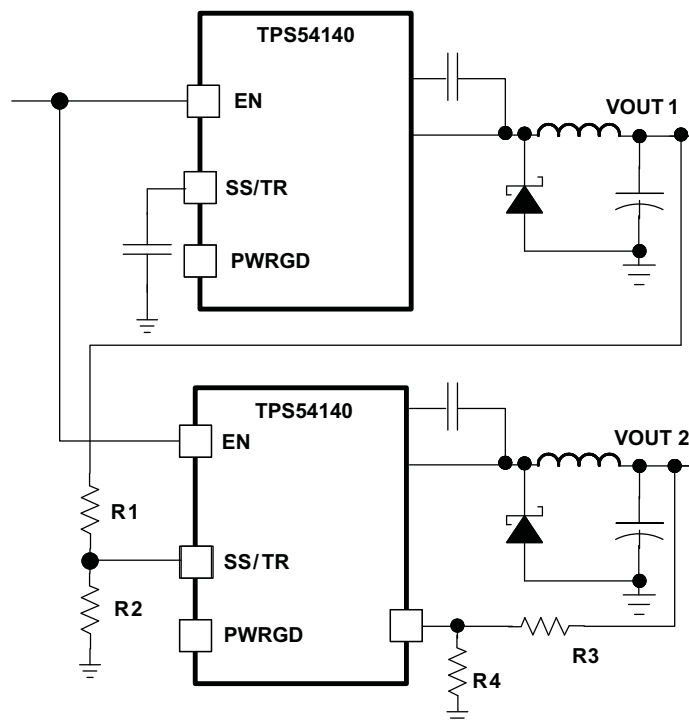 TPS54140
EN
VOUT 1
SS/TR
PWRGD
TPS54140
EN
VOUT 2
R1
SS/TR
R2
PWRGD
R3
R4